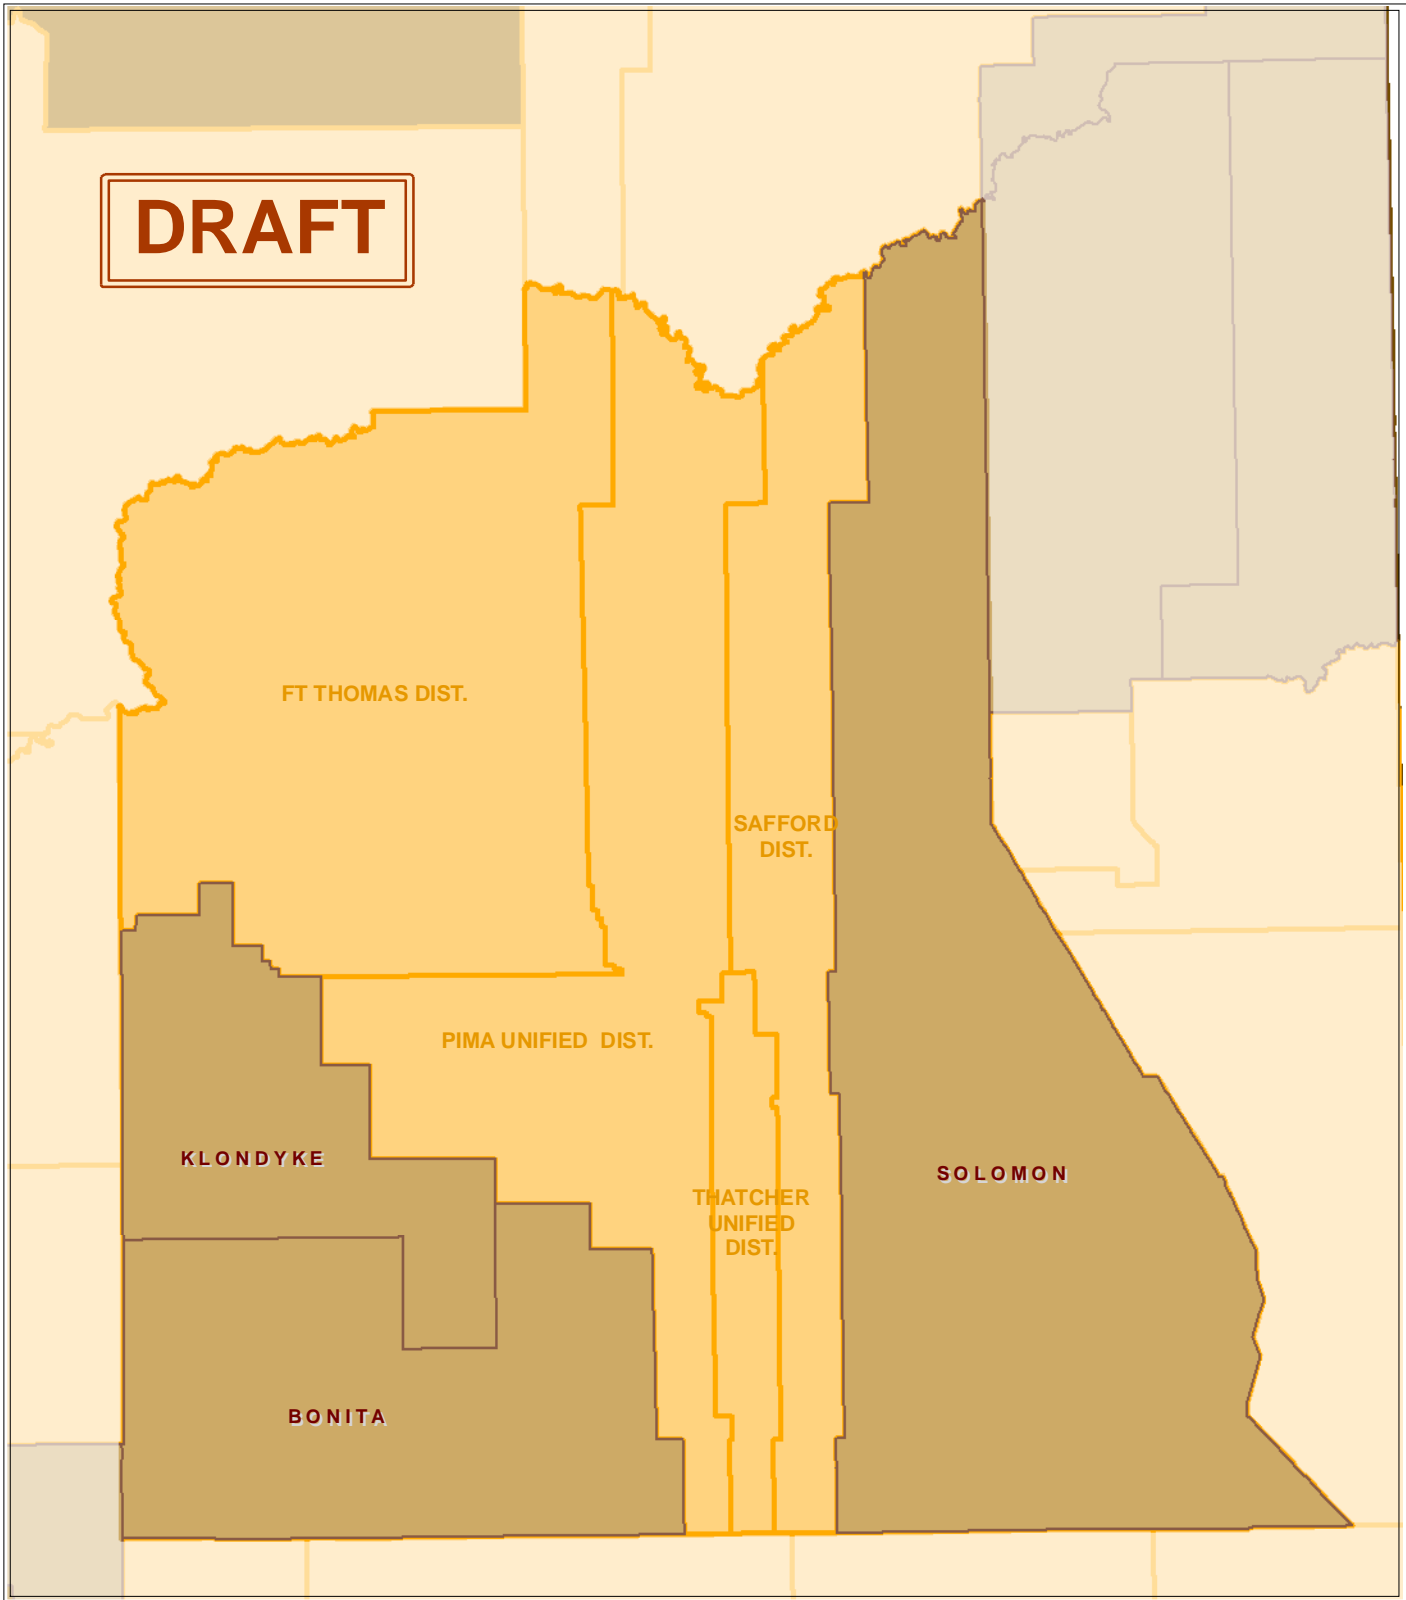 DRAFT
FT THOMAS DIST.
SAFFORD
DIST.
PIMA UNIFIED DIST.
KLONDYKE
SOLOMON
THATCHER
UNIFIED
DIST.
BONITA